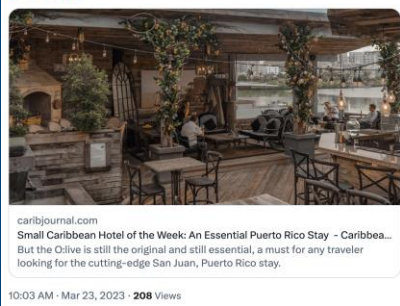 caribjournal.com
Small Caribbean Hotel of the Week: An Essential Puerto Rico Stay - Caribbea...
But the O:live is still the original and still essential, a must for any traveler
looking for the cutting-edge San Juan, Puerto Rico stay.
10:03 AM · Mar 23, 2023 · 208 Views